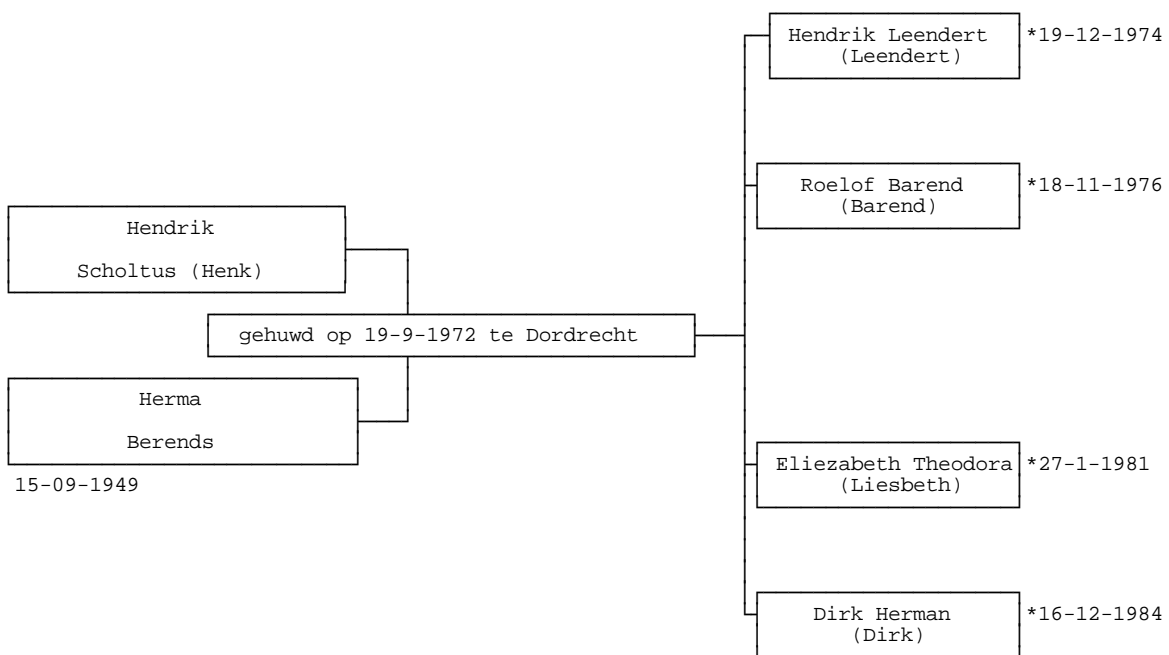 Hendrik
Scholtus (Henk)
gehuwd op 19-9-1972 te Dordrecht
Herma
Berends
15-09-1949
Hendrik Leendert
(Leendert)
*19-12-1974
Roelof Barend
(Barend)
*18-11-1976
Eliezabeth Theodora
(Liesbeth)
*27-1-1981
Dirk Herman
(Dirk)
*16-12-1984